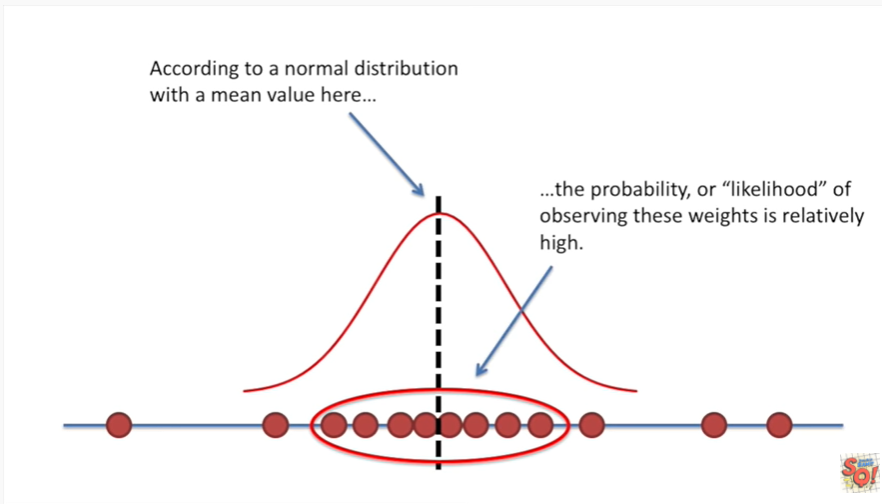 According to a normal distribution
with a mean value here...
...the probability, or “likelihood” of
observing these weights is relatively
high.
SQ!